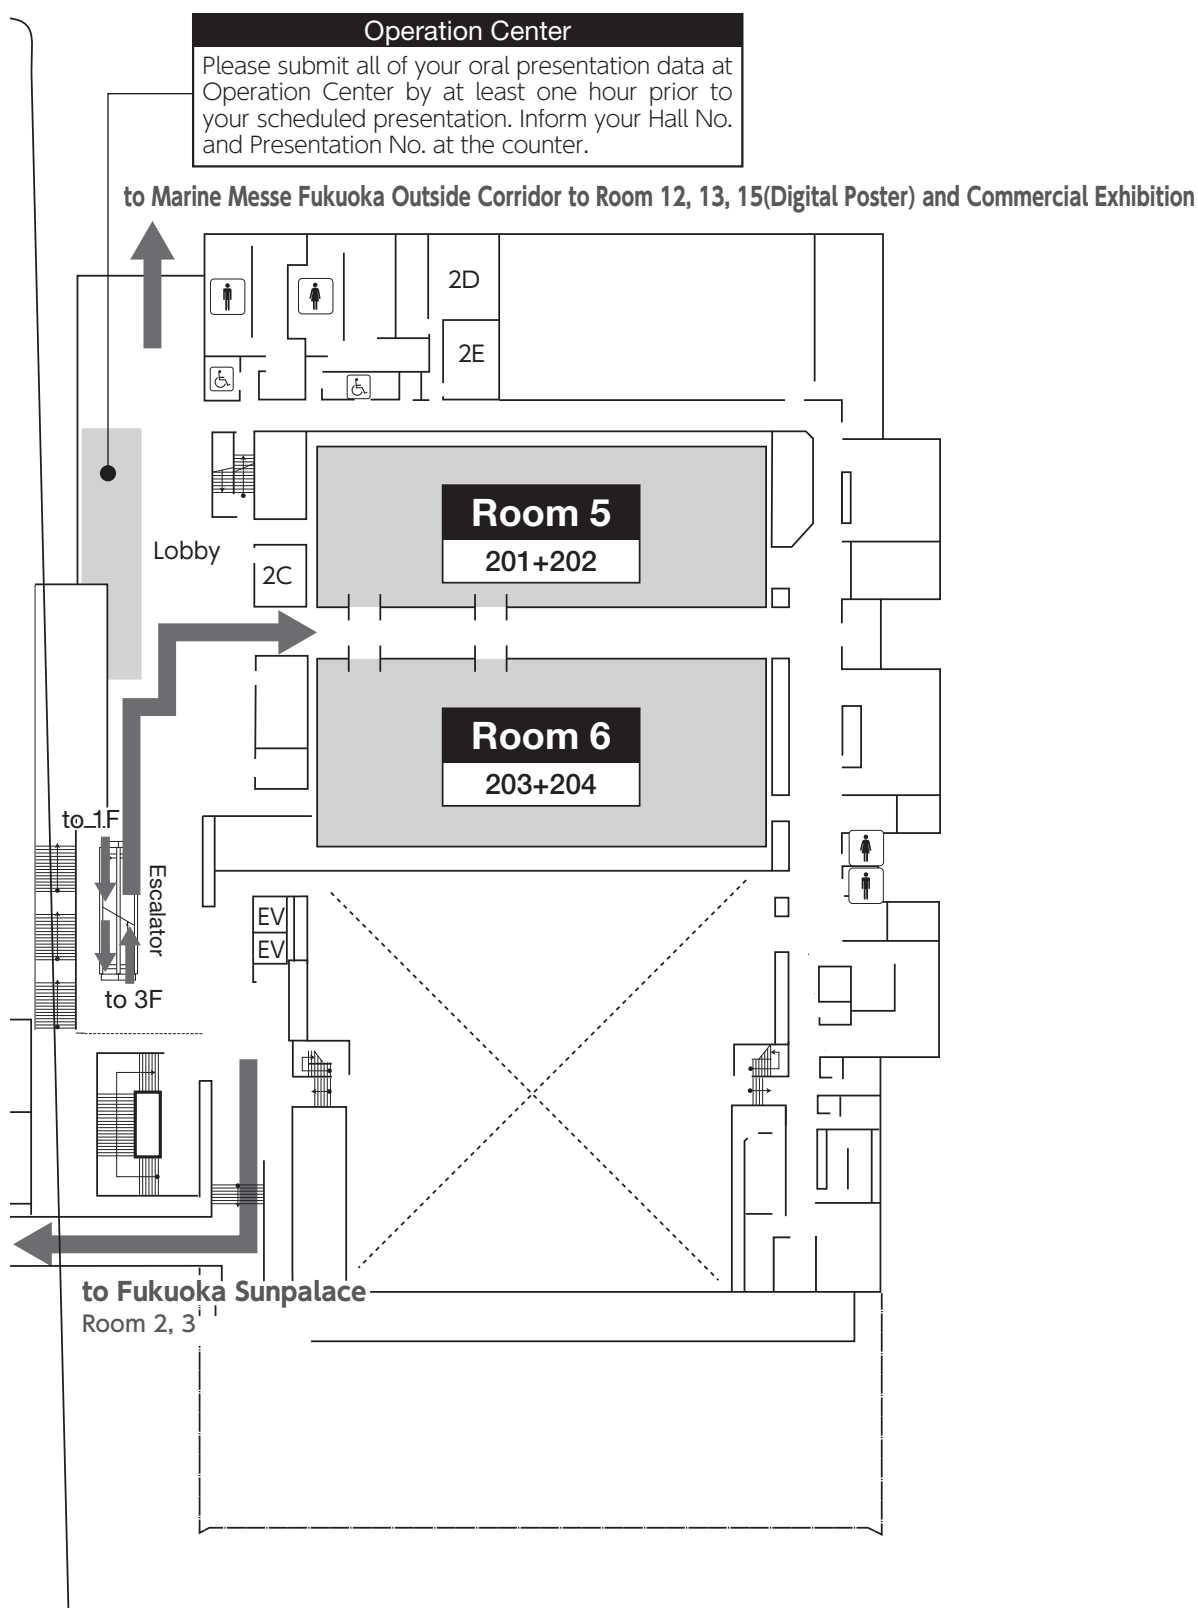 Operation Center
Please submit all of your oral presentation data at
Operation Center by at least one hour prior to
your scheduled presentation. Inform your Hall No.
and Presentation No. at the counter.
to Marine Messe Fukuoka Outside Corridor to Room 12, 13, 15(Digital Poster) and Commercial Exhibition
2D
2E
Room 5
201+202
Lobby
2C
Room 6
203+204
to 1F
Escalator
EV
EV
to 3F
to Fukuoka Sunpalace
Room 2, 3